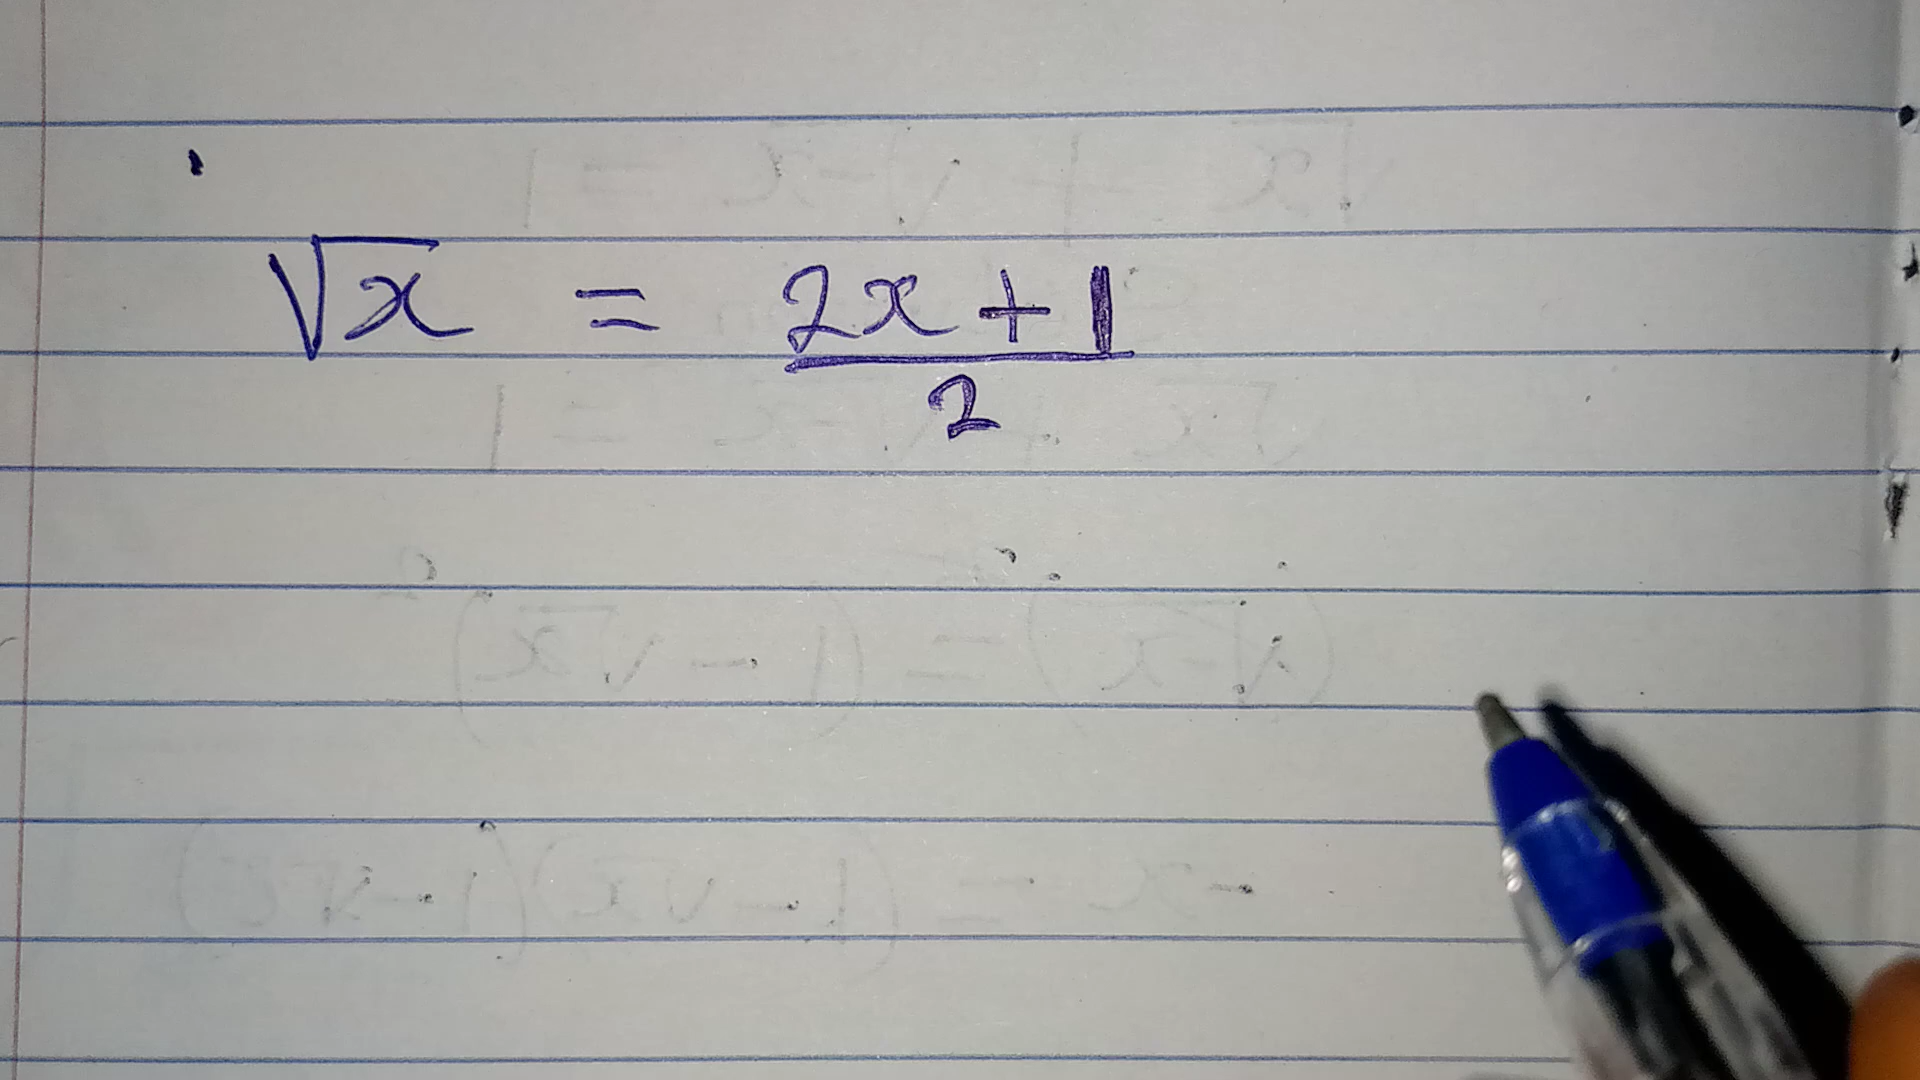 √x = (2x + 1)/2